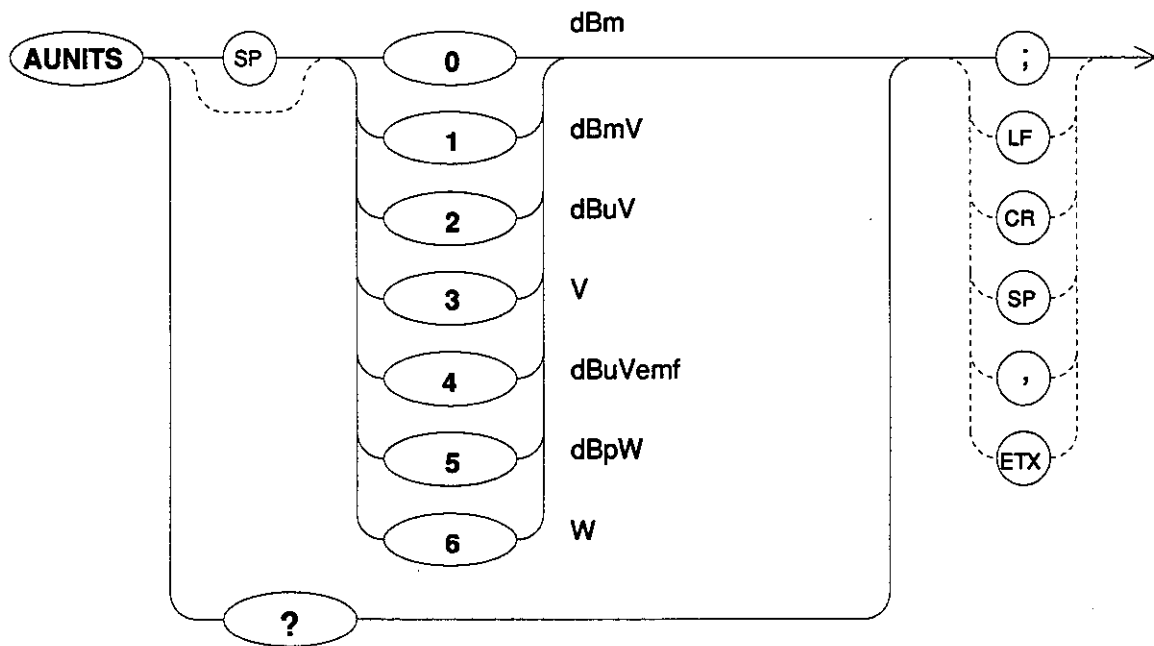 dBm
AUNITS SP 0 ;
1 dBmV LF
2 dBuV CR
3 V SP
4 dBuVemf ,
5 dBpW ETX
6 W
?